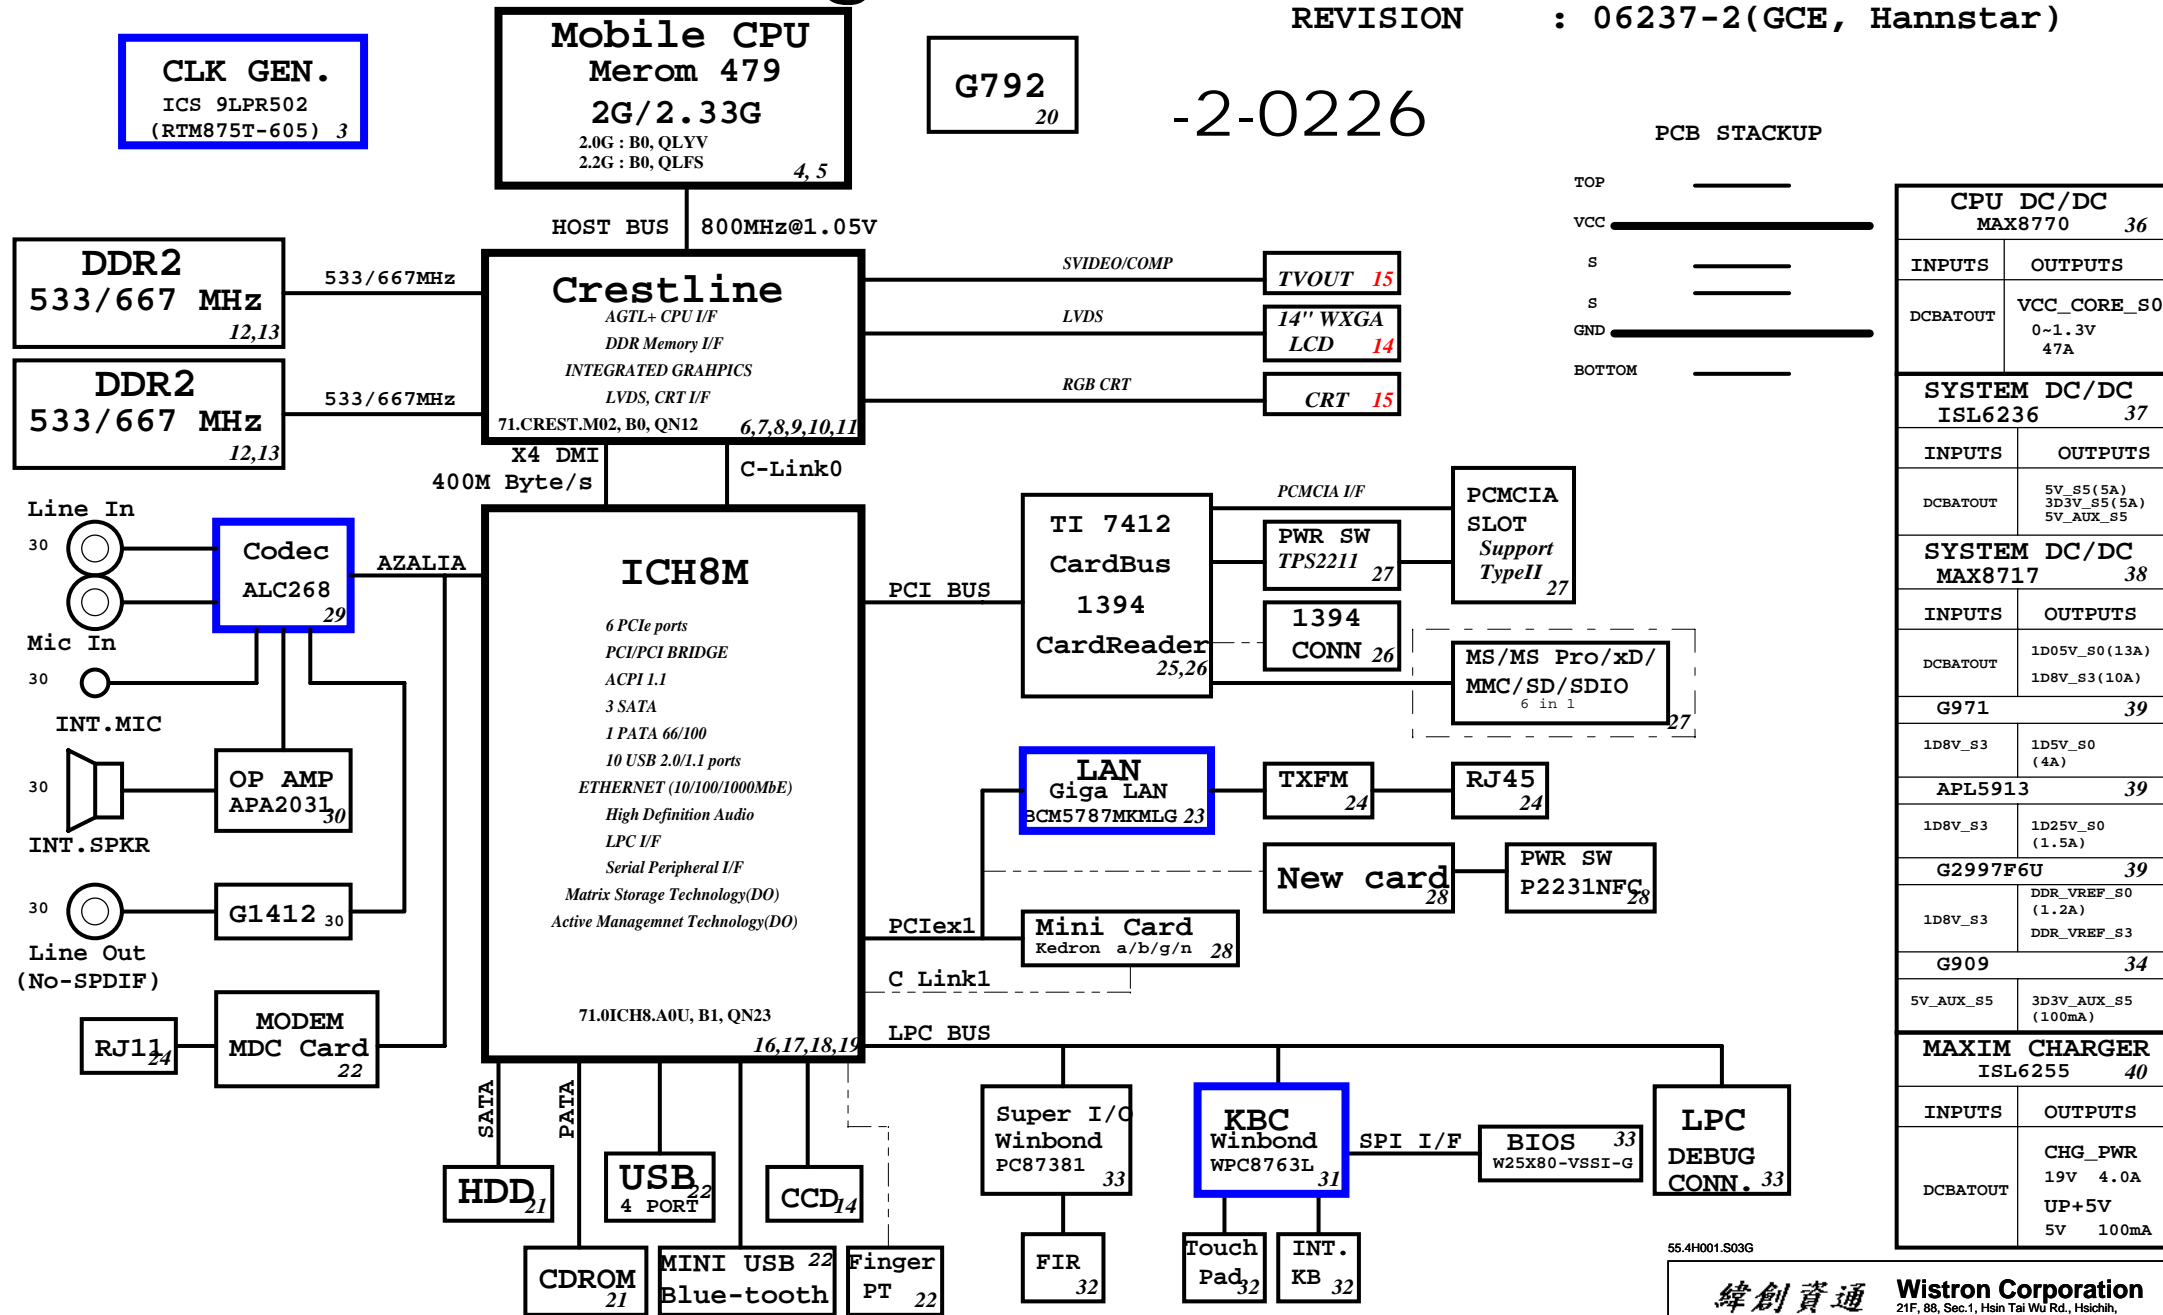 REVISION : 06237-2(GCE, Hannstar)
-2-0226
CLK GEN.
ICS 9LPR502
(RTM875T-605) 3
Mobile CPU
Merom 479
2G/2.33G
2.0G : B0, QLYV
2.2G : B0, QLFS
4, 5
G792
20
PCB STACKUP
TOP
VCC
S
S
GND
BOTTOM
HOST BUS
800MHz@1.05V
DDR2
533/667 MHz
12,13
533/667MHz
DDR2
533/667 MHz
12,13
533/667MHz
Crestline
AGTL+ CPU I/F
DDR Memory I/F
INTEGRATED GRAHPICS
LVDS, CRT I/F
71.CREST.M02, B0, QN12
6,7,8,9,10,11
SVIDEO/COMP
TVOUT 15
LVDS
14" WXGA
LCD 14
RGB CRT
CRT 15
X4 DMI
400M Byte/s
C-Link0
Line In
30
Codec
ALC268
29
AZALIA
Mic In
30
INT.MIC
30
OP AMP
APA2031
30
INT.SPKR
30
G1412 30
Line Out
(No-SPDIF)
RJ11
24
MODEM
MDC Card
22
ICH8M
6 PCIe ports
PCI/PCI BRIDGE
ACPI 1.1
3 SATA
1 PATA 66/100
10 USB 2.0/1.1 ports
ETHERNET (10/100/1000MbE)
High Definition Audio
LPC I/F
Serial Peripheral I/F
Matrix Storage Technology(DO)
Active Managemnet Technology(DO)
71.0ICH8.A0U, B1, QN23
16,17,18,19
PCI BUS
TI 7412
CardBus
1394
CardReader
25,26
PCMCIA I/F
PWR SW
TPS2211
27
PCMCIA
SLOT
Support
TypeII
27
1394
CONN 26
MS/MS Pro/xD/
MMC/SD/SDIO
6 in 1
27
LAN
Giga LAN
BCM5787MKMLG 23
TXFM
24
RJ45
24
New card
28
PWR SW
P2231NFC
28
PCIex1
Mini Card
Kedron a/b/g/n 28
C Link1
LPC BUS
SATA
PATA
HDD
21
CDROM
21
USB
22
4 PORT
MINI USB 22
Blue-tooth
CCD
14
Finger
PT 22
Super I/O
Winbond
PC87381
33
FIR
32
KBC
Winbond
WPC8763L
31
SPI I/F
BIOS 33
W25X80-VSSI-G
Touch
Pad
32
INT.
KB 32
LPC
DEBUG
CONN. 33
CPU DC/DC
MAX8770 36
INPUTS OUTPUTS
DCBATOUT
VCC_CORE_S0
0~1.3V
47A
SYSTEM DC/DC
ISL6236 37
INPUTS OUTPUTS
DCBATOUT
5V_S5(5A)
3D3V_S5(5A)
5V_AUX_S5
SYSTEM DC/DC
MAX8717 38
INPUTS OUTPUTS
DCBATOUT
1D05V_S0(13A)
1D8V_S3(10A)
G971 39
1D8V_S3 1D5V_S0
(4A)
APL5913 39
1D8V_S3 1D25V_S0
(1.5A)
G2997F6U 39
1D8V_S3
DDR_VREF_S0
(1.2A)
DDR_VREF_S3
G909 34
5V_AUX_S5 3D3V_AUX_S5
(100mA)
MAXIM CHARGER
ISL6255 40
INPUTS OUTPUTS
DCBATOUT
CHG_PWR
19V 4.0A
UP+5V
5V 100mA
55.4H001.S03G
緯創資通 Wistron Corporation
21F, 88, Sec.1, Hsin Tai Wu Rd., Hsichih,